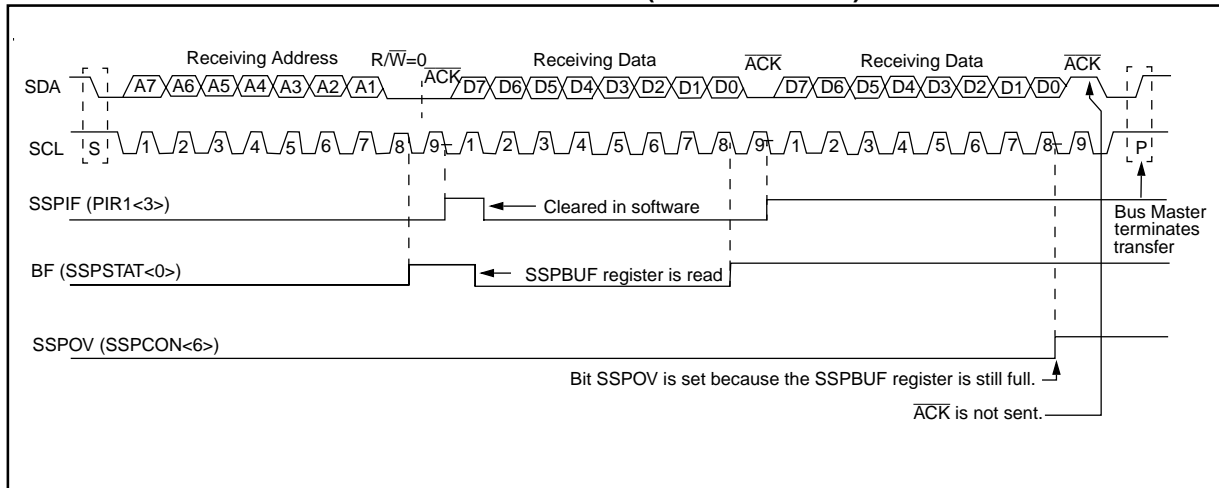 Receiving Address R/W=0 Receiving Data ACK Receiving Data ACK
SDA A7 A6 A5 A4 A3 A2 A1 ACK D7 D6 D5 D4 D3 D2 D1 D0 D7 D6 D5 D4 D3 D2 D1 D0
SCL S 1 2 3 4 5 6 7 8 9 1 2 3 4 5 6 7 8 9 1 2 3 4 5 6 7 8 9 P
SSPIF (PIR1<3>)
Cleared in software
Bus Master
terminates
transfer
BF (SSPSTAT<0>)
SSPBUF register is read
SSPOV (SSPCON<6>)
Bit SSPOV is set because the SSPBUF register is still full.
ACK is not sent.